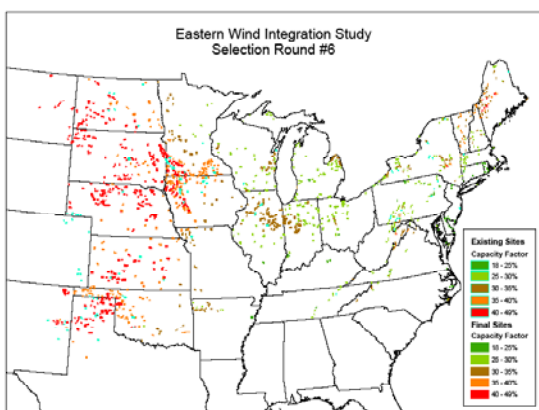 Eastern Wind Integration Study
Selection Round #6
Existing Sites
Capacity Factor
18 - 25%
25 - 30%
30 - 35%
35 - 40%
40 - 49%
Final Sites
Capacity Factor
18 - 25%
25 - 30%
30 - 35%
35 - 40%
40 - 49%